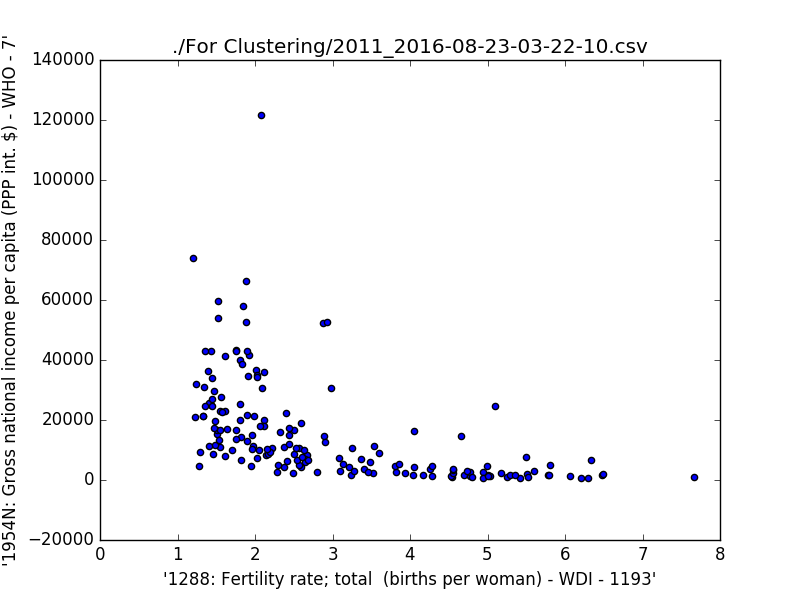 ./For Clustering/2011_2016-08-23-03-22-10.csv
140000
120000
100000
80000
60000
40000
20000
0
−20000
'1954N: Gross national income per capita (PPP int. $) - WHO - 7'
0 1 2 3 4 5 6 7 8
'1288: Fertility rate; total  (births per woman) - WDI - 1193'